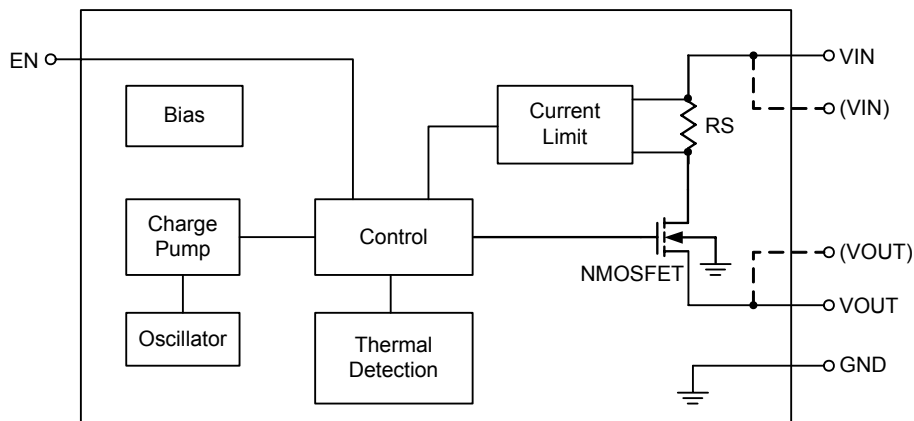 EN
VIN
(VIN)
Bias
Current
Limit
RS
Charge
Pump
Control
NMOSFET
(VOUT)
VOUT
Oscillator
Thermal
Detection
GND